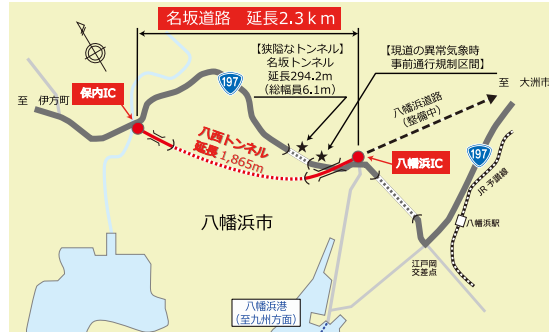 名坂道路 延長2.3km
【狭隘なトンネル】
名坂トンネル
延長294.2m
(総幅員6.1m)
【現道の異常気象時
事前通行規制区間】
至 大洲市
197
保内IC
至 伊方町
八幡浜道路
(整備中)
八西トンネル
延長 1,865m
八幡浜IC
197
JR 予讃線
八幡浜市
八幡浜駅
江戸岡
交差点
八幡浜港
(至九州方面)